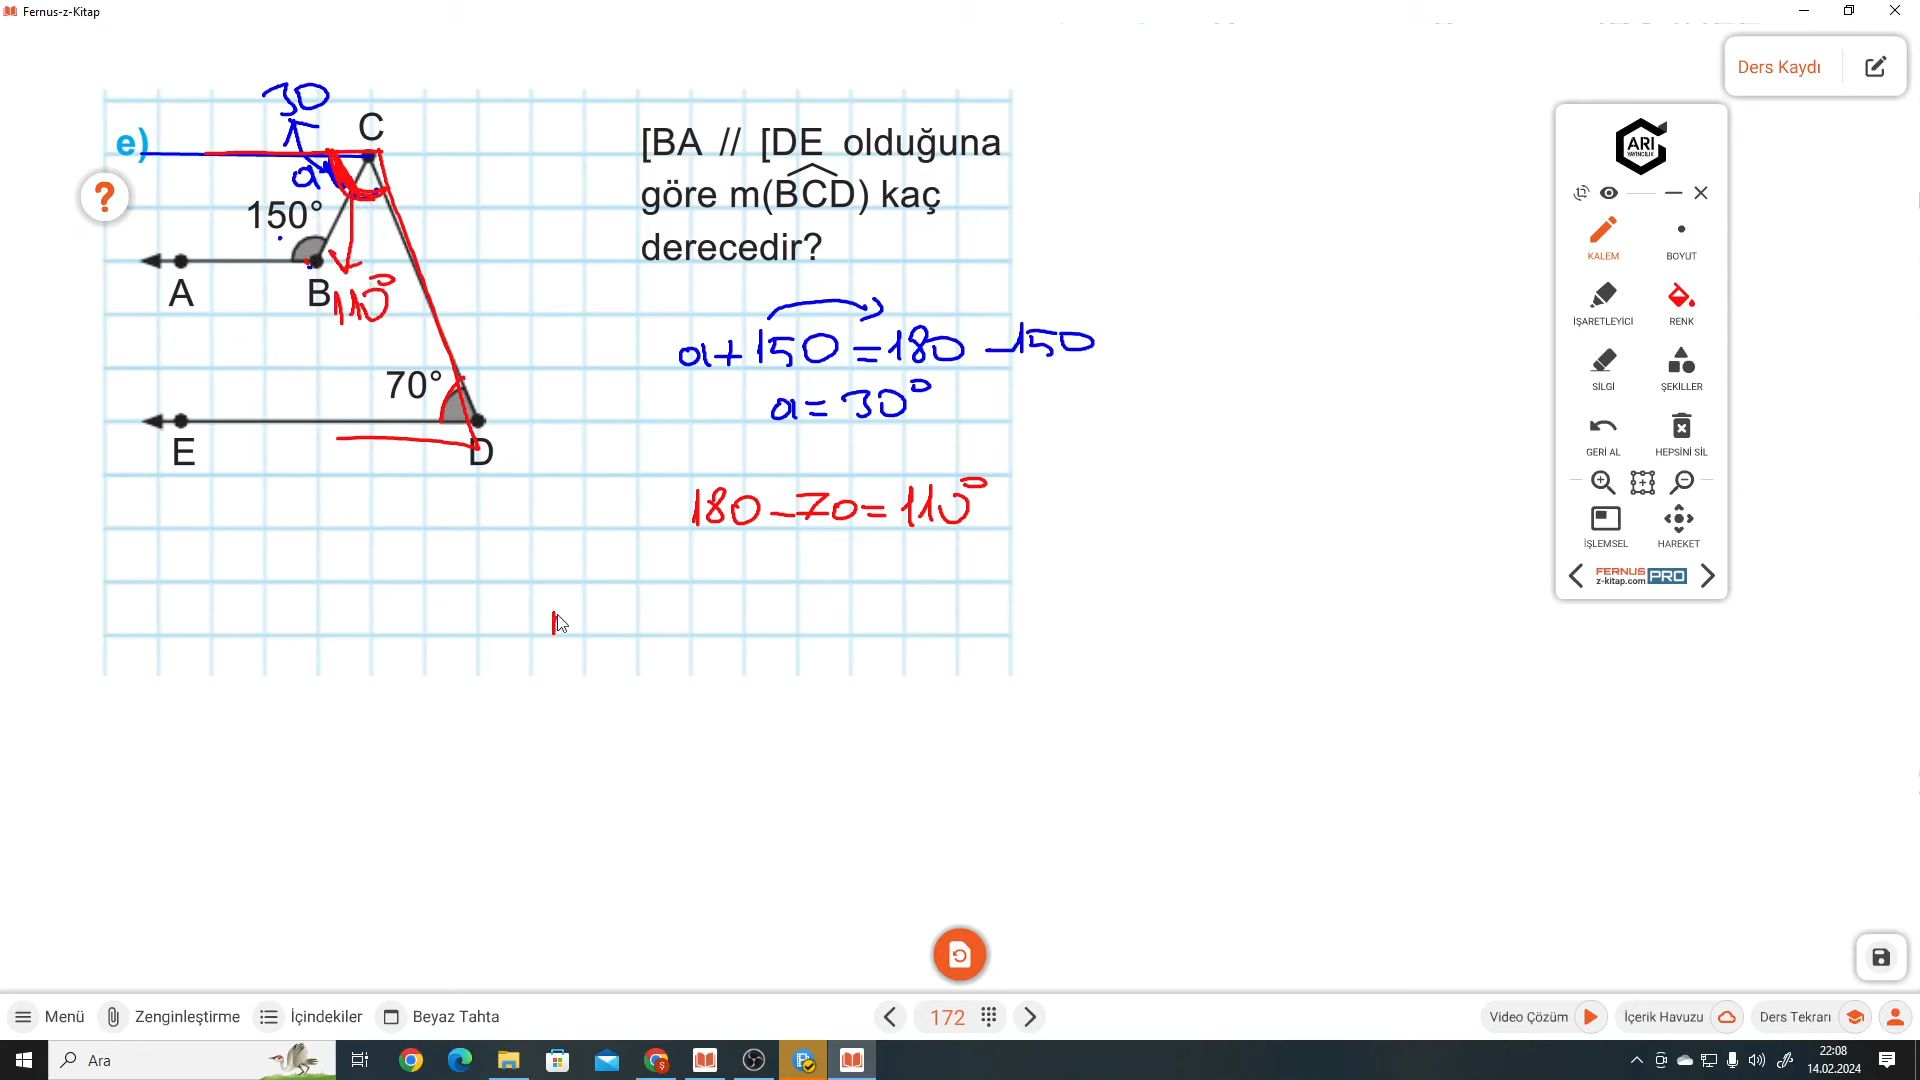 Fernus-z-Kitap
Ders Kaydı
30
e)
C
a
150°
A
B
110°
70°
E
D
[BA // [DE olduğuna
göre m(BCD) kaç
derecedir?
a+150=180-150
a=30°
180-70=110°
ARI
YAYINCILIK
KALEM
BOYUT
İŞARETLEYİCİ
RENK
SİLGİ
ŞEKİLLER
GERİ AL
HEPSİNİ SİL
İŞLEMSEL
HAREKET
FERNUS
z-kitap.com PRO
?
Menü
Zenginleştirme
İçindekiler
Beyaz Tahta
172
Video Çözüm
İçerik Havuzu
Ders Tekrarı
Ara
22:08
14.02.2024